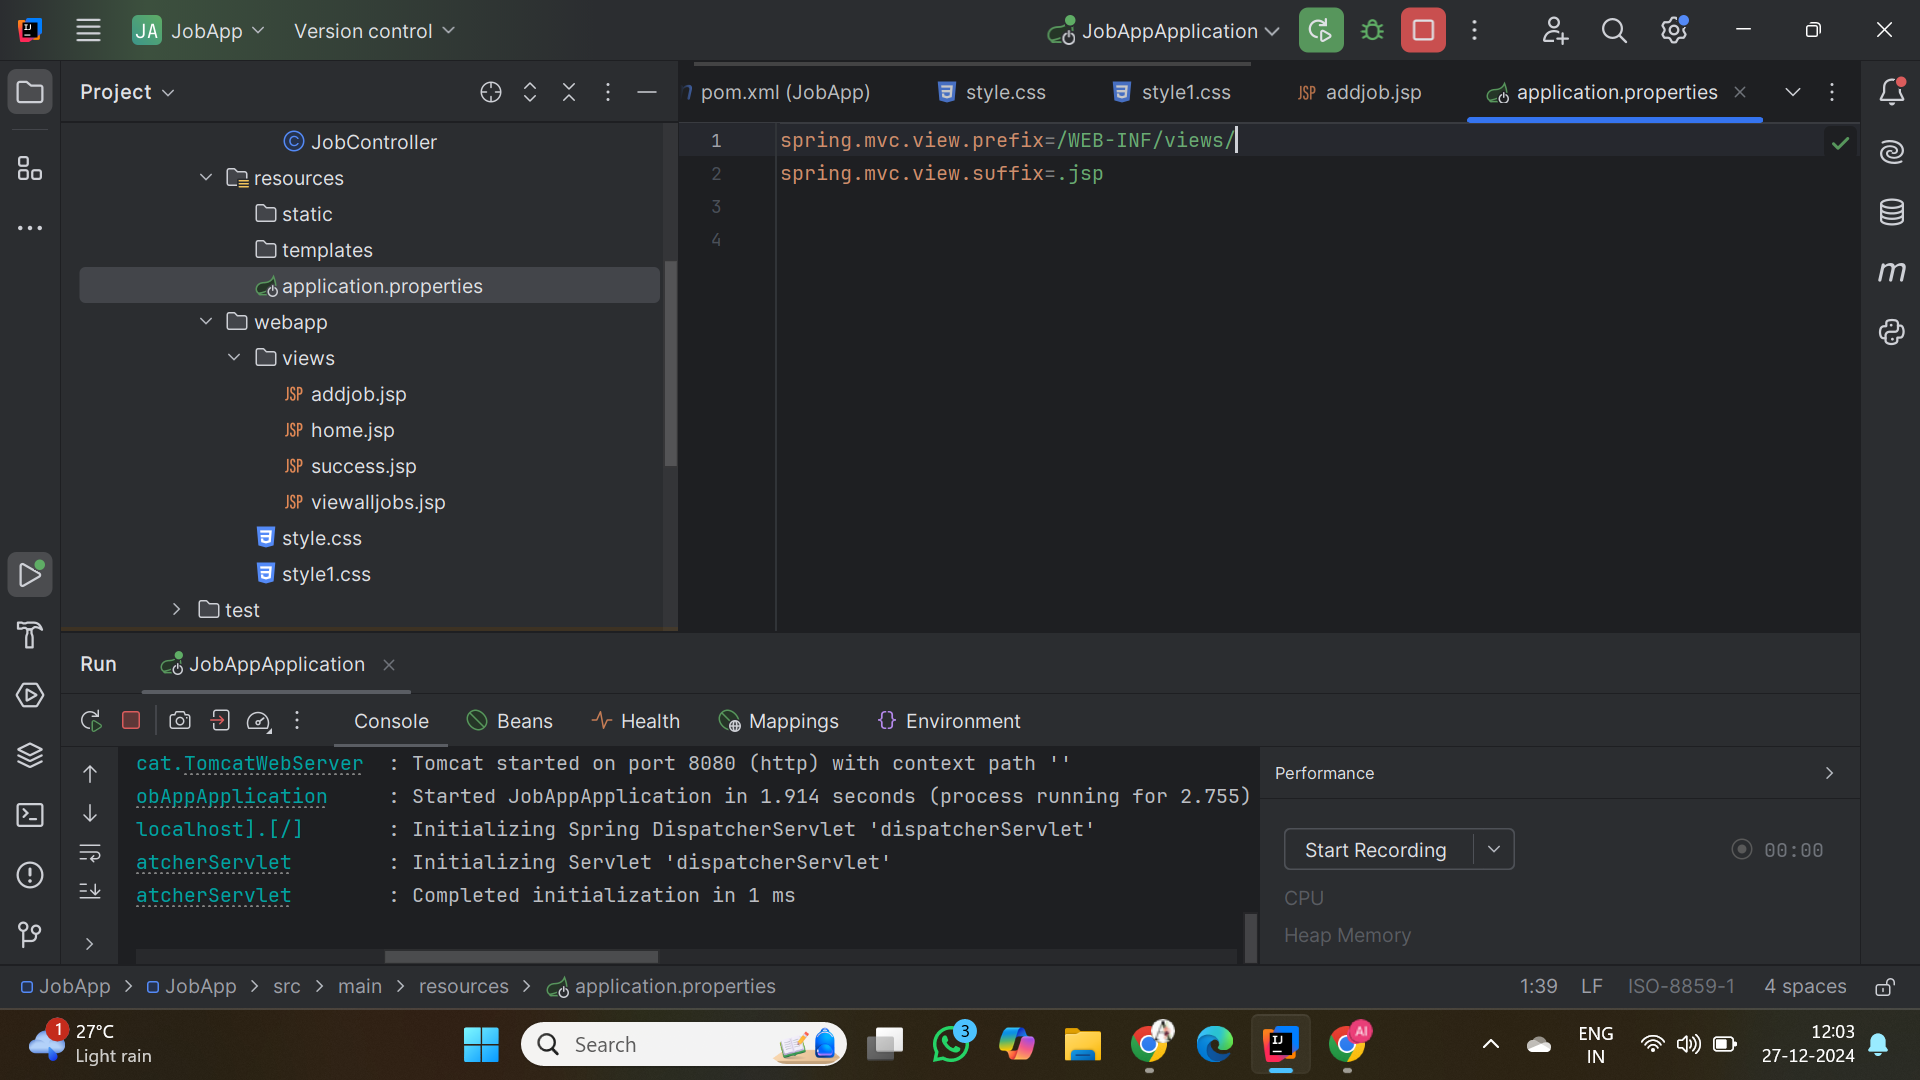 JA JobApp Version control JobAppApplication
Project
pom.xml (JobApp) style.css style1.css JSP addjob.jsp application.properties
JobController
resources
static
templates
application.properties
webapp
views
JSP addjob.jsp
JSP home.jsp
JSP success.jsp
JSP viewalljobs.jsp
style.css
style1.css
test
1 spring.mvc.view.prefix=/WEB-INF/views/
2 spring.mvc.view.suffix=.jsp
3
4
Run JobAppApplication
Console Beans Health Mappings Environment
cat.TomcatWebServer : Tomcat started on port 8080 (http) with context path ''
obAppApplication : Started JobAppApplication in 1.914 seconds (process running for 2.755)
localhost].[/] : Initializing Spring DispatcherServlet 'dispatcherServlet'
atcherServlet : Initializing Servlet 'dispatcherServlet'
atcherServlet : Completed initialization in 1 ms
Performance
Start Recording 00:00
CPU
Heap Memory
JobApp > JobApp > src > main > resources > application.properties 1:39 LF ISO-8859-1 4 spaces
1 27°C
Light rain
Search
3
AI
ENG
IN
12:03
27-12-2024